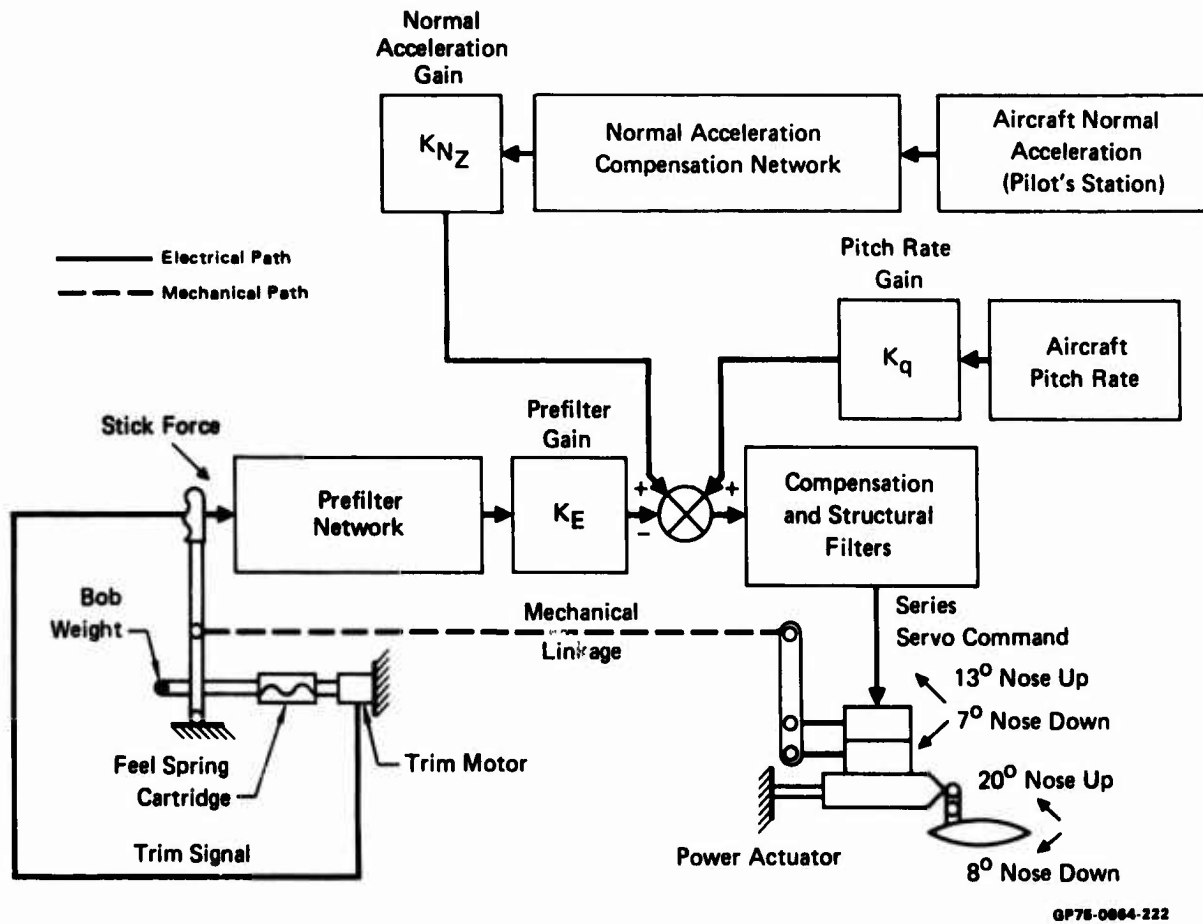 Normal
Acceleration
Gain
K_NZ
Normal Acceleration
Compensation Network
Aircraft Normal
Acceleration
(Pilot's Station)
Electrical Path
Mechanical Path
Pitch Rate
Gain
Kq
Aircraft
Pitch Rate
Stick Force
Prefilter
Gain
Prefilter
Network
KE
+
+
−
Compensation
and Structural
Filters
Bob
Weight
Mechanical
Linkage
Series
Servo Command
13° Nose Up
7° Nose Down
Feel Spring
Cartridge
Trim Motor
20° Nose Up
Trim Signal
Power Actuator
8° Nose Down
GP75-0664-222